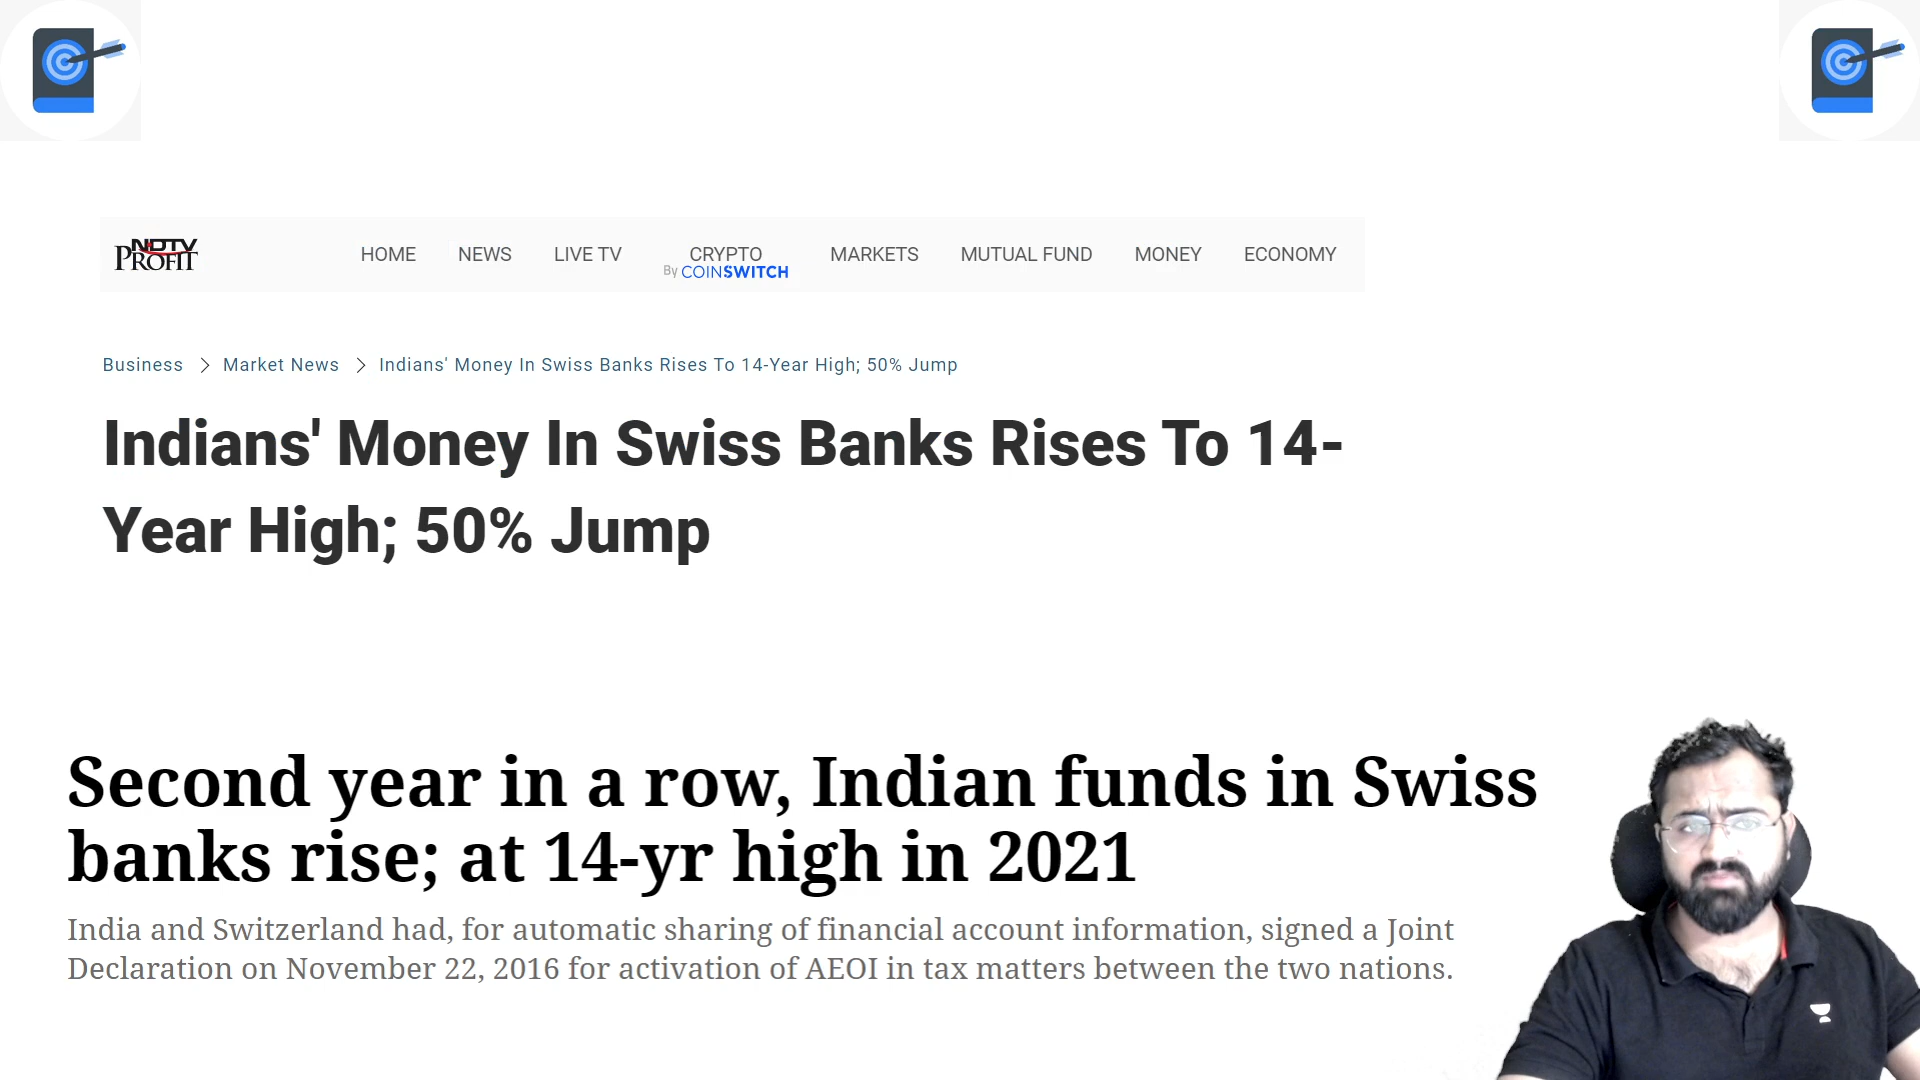 NDTV
PROFIT
HOME NEWS LIVE TV CRYPTO MARKETS MUTUAL FUND MONEY ECONOMY
By COINSWITCH
Business > Market News > Indians' Money In Swiss Banks Rises To 14-Year High; 50% Jump
Indians' Money In Swiss Banks Rises To 14-
Year High; 50% Jump
Second year in a row, Indian funds in Swiss
banks rise; at 14-yr high in 2021
India and Switzerland had, for automatic sharing of financial account information, signed a Joint
Declaration on November 22, 2016 for activation of AEOI in tax matters between the two nations.